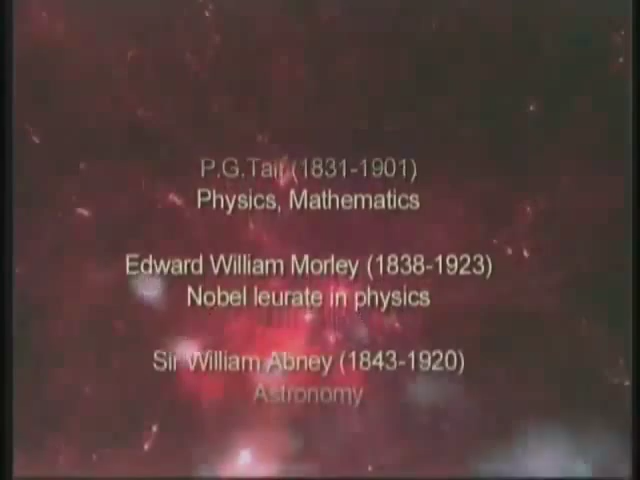 P.G.Tait (1831-1901)
Physics, Mathematics
Edward William Morley (1838-1923)
Nobel leurate in physics
Sir William Abney (1843-1920)
Astronomy